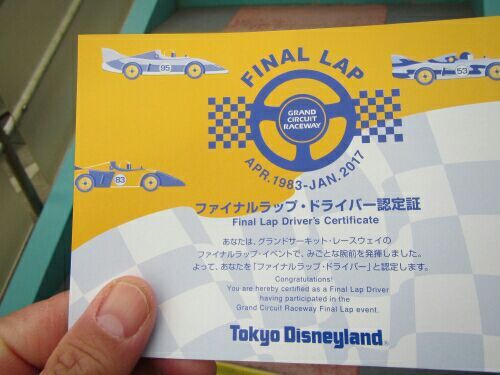 95
53
FINAL LAP
GRAND
CIRCUIT
RACEWAY
APR.1983-JAN.2017
83
ファイナルラップ・ドライバー認定証
Final Lap Driver's Certificate
あなたは、グランドサーキット・レースウェイの
ファイナルラップ・イベントで、みごとな腕前を発揮しました。
よって、あなたを「ファイナルラップ・ドライバー」と認定します。
Congratulations!
You are hereby certified as a Final Lap Driver
having participated in the
Grand Circuit Raceway Final Lap event.
Tokyo Disneyland®